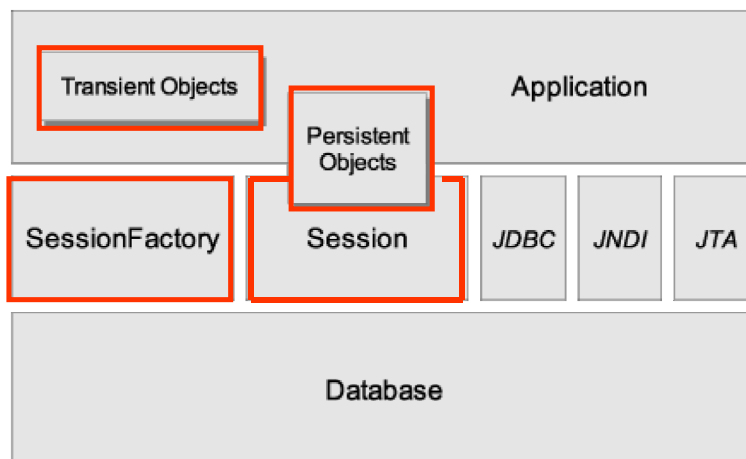 Transient Objects
Application
Persistent
Objects
SessionFactory
Session
JDBC
JNDI
JTA
Database